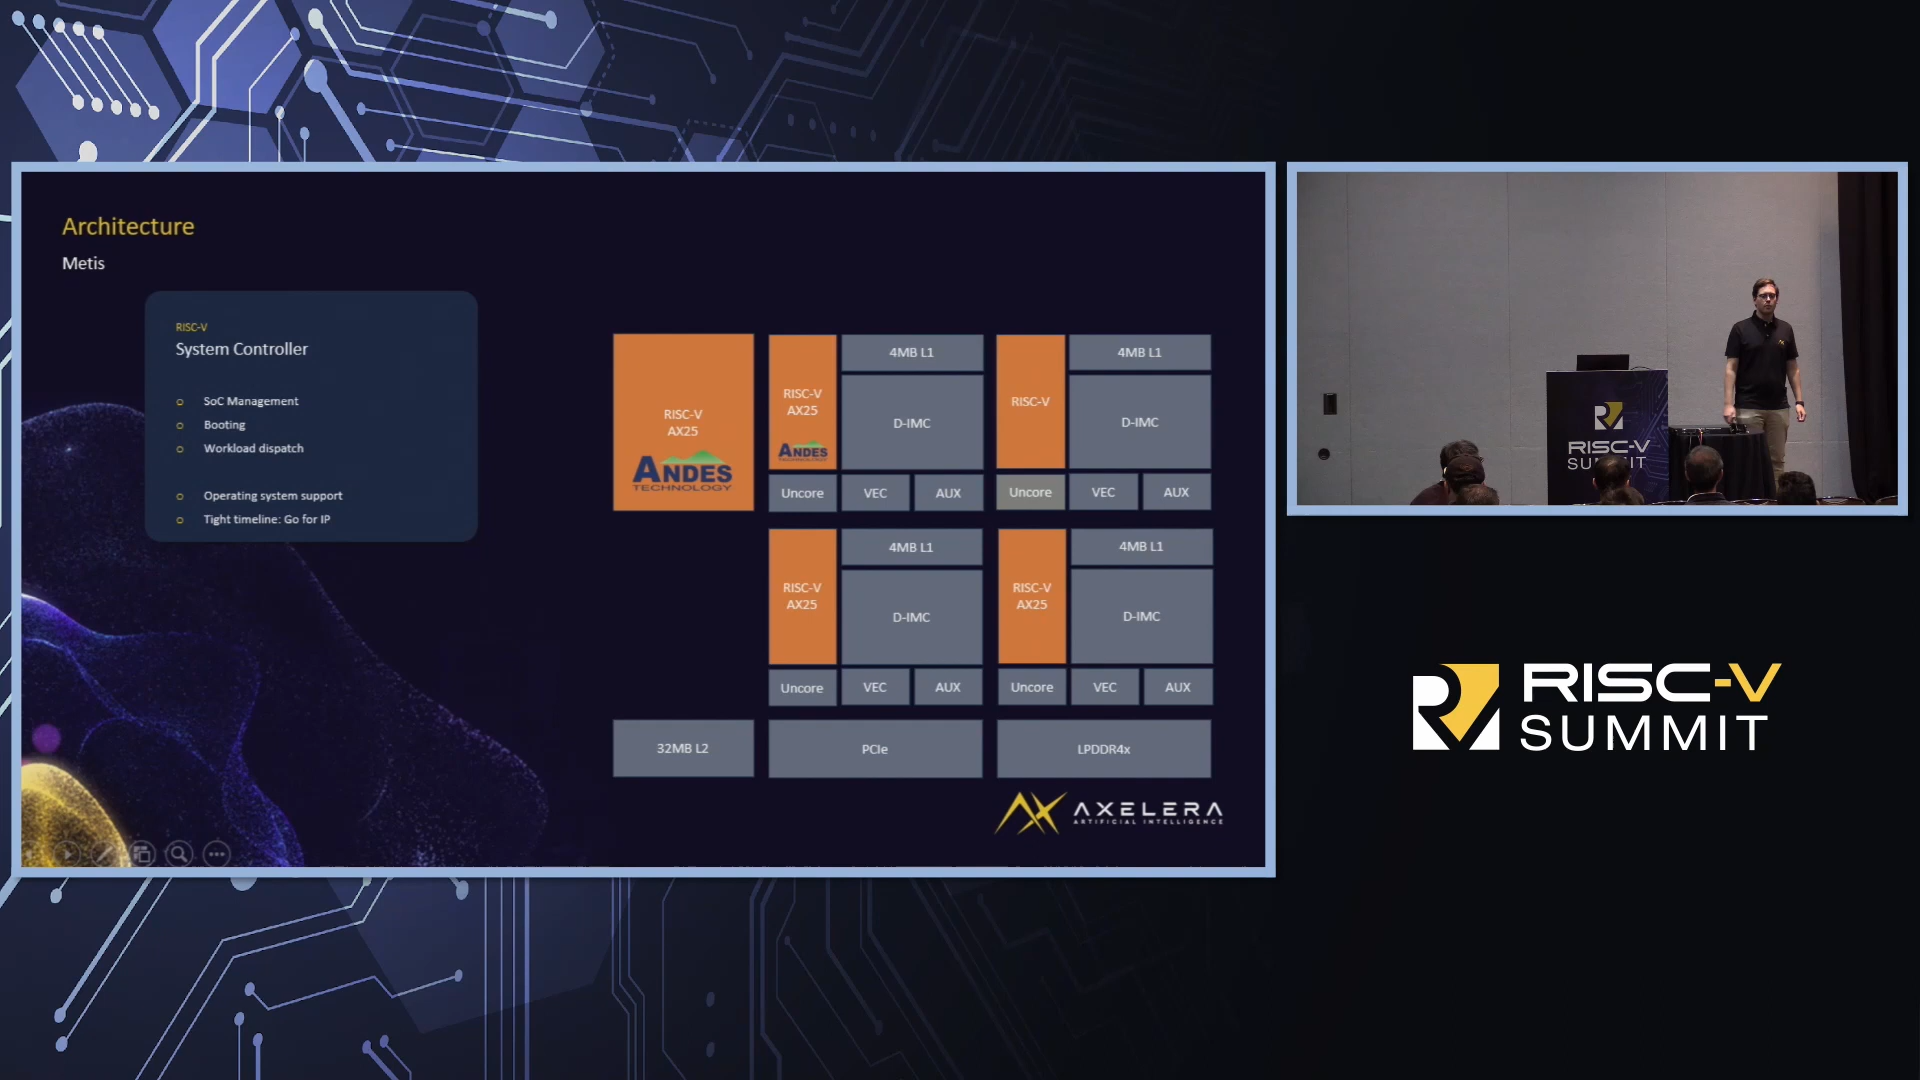 Architecture
Metis
RISC-V
System Controller
SoC Management
Booting
Workload dispatch
Operating system support
Tight timeline: Go for IP
RISC-V
AX25
ANDES
TECHNOLOGY
RISC-V
AX25
ANDES
TECHNOLOGY
4MB L1
D-IMC
Uncore
VEC
AUX
RISC-V
4MB L1
D-IMC
Uncore
VEC
AUX
RISC-V
AX25
4MB L1
D-IMC
Uncore
VEC
AUX
RISC-V
AX25
4MB L1
D-IMC
Uncore
VEC
AUX
32MB L2
PCIe
LPDDR4x
AXELERA
ARTIFICIAL INTELLIGENCE
RISC-V
SUMMIT
RISC-V
SUMMIT